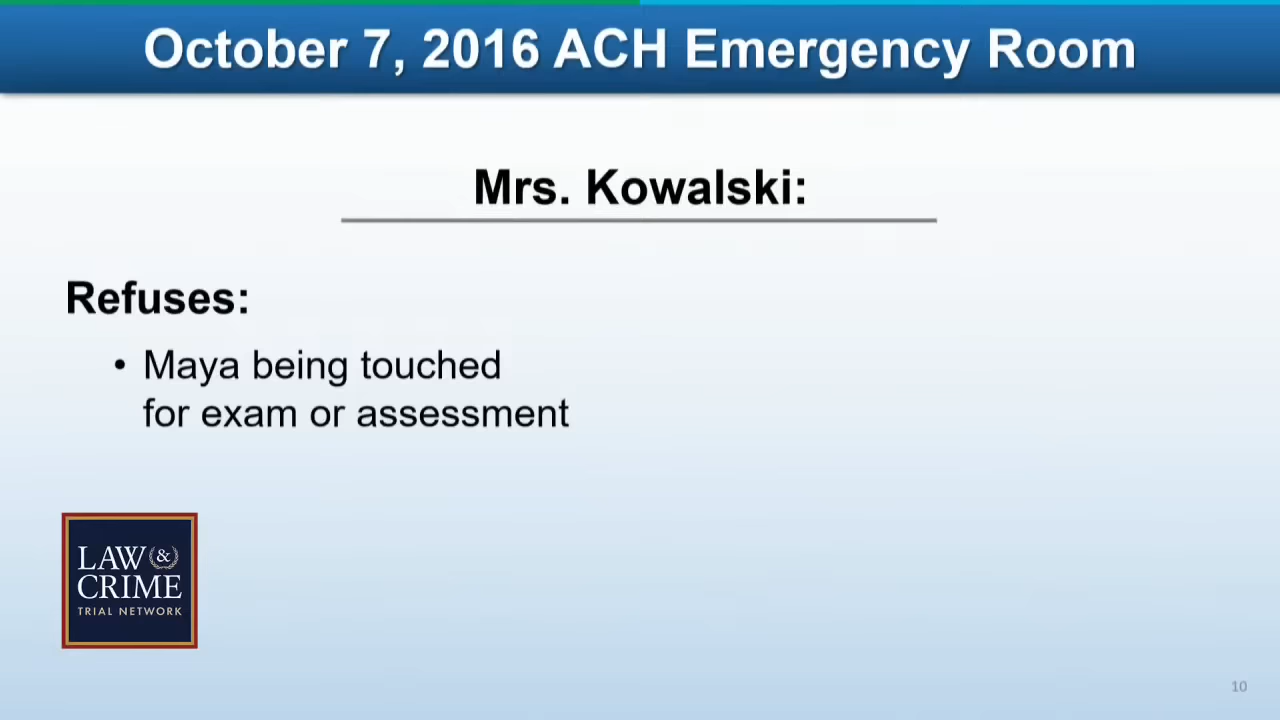 October 7, 2016 ACH Emergency Room
Mrs. Kowalski:
Refuses:
• Maya being touched
for exam or assessment
LAW &
CRIME
TRIAL NETWORK
10